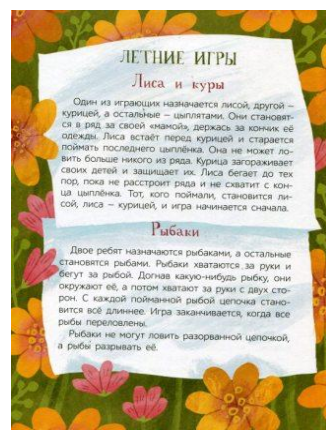 ЛЕТНИЕ ИГРЫ
Лиса и куры
Один из играющих назначается лисой, другой –
курицей, а остальные – цыплятами. Они становят-
ся в ряд за своей «мамой», держась за кончик её
одежды. Лиса встаёт перед курицей и старается
поймать последнего цыплёнка. Она не может ло-
вить больше никого из ряда. Курица загораживает
своих детей и защищает их. Лиса бегает до тех
пор, пока не расстроит ряда и не схватит с кон-
ца цыплёнка. Тот, кого поймали, становится ли-
сой, лиса – курицей, и игра начинается сначала.
Рыбаки
Двое ребят назначаются рыбаками, а остальные
становятся рыбами. Рыбаки хватаются за руки и
бегут за рыбой. Догнав какую-нибудь рыбку, они
окружают её, а потом хватают за руки с двух сто-
рон. С каждой пойманной рыбой цепочка стано-
вится всё длиннее. Игра заканчивается, когда все
рыбы переловлены.
Рыбаки не могут ловить разорванной цепочкой,
а рыбы разрывать её.